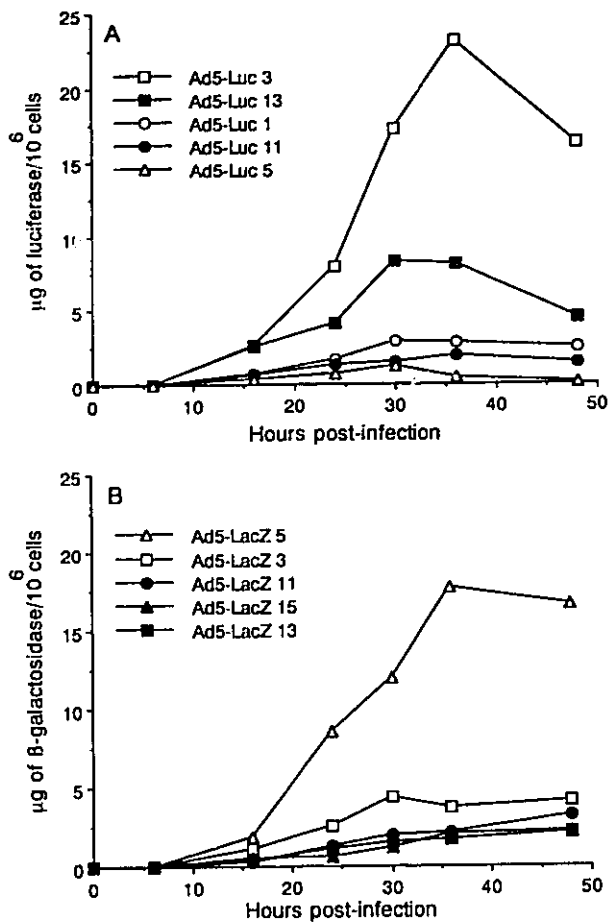 A
Ad5-Luc 3
Ad5-Luc 13
Ad5-Luc 1
Ad5-Luc 11
Ad5-Luc 5
µg of luciferase/10^6 cells
25
20
15
10
5
0
0 10 20 30 40 50
Hours post-infection
B
Ad5-LacZ 5
Ad5-LacZ 3
Ad5-LacZ 11
Ad5-LacZ 15
Ad5-LacZ 13
µg of ß-galactosidase/10^6 cells
25
20
15
10
5
0
0 10 20 30 40 50
Hours post-infection